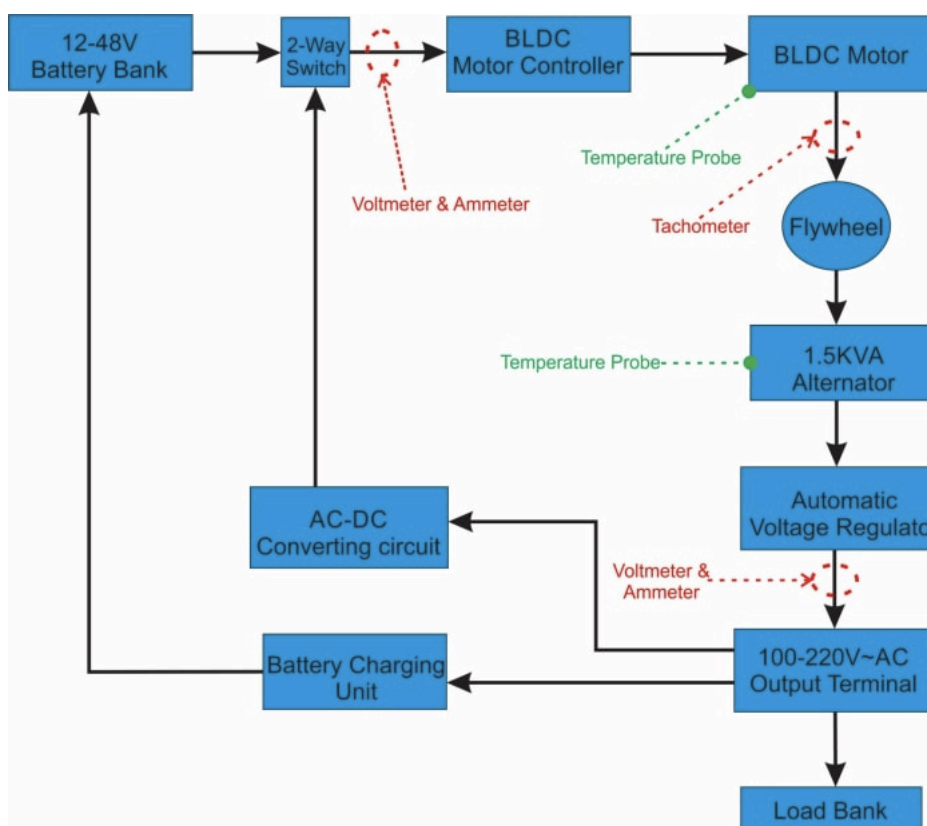 12-48V
Battery Bank
2-Way
Switch
BLDC
Motor Controller
BLDC Motor
Temperature Probe
Voltmeter & Ammeter
Tachometer
Flywheel
Temperature Probe
1.5KVA
Alternator
AC-DC
Converting circuit
Automatic
Voltage Regulato
Voltmeter &
Ammeter
Battery Charging
Unit
100-220V~AC
Output Terminal
Load Bank